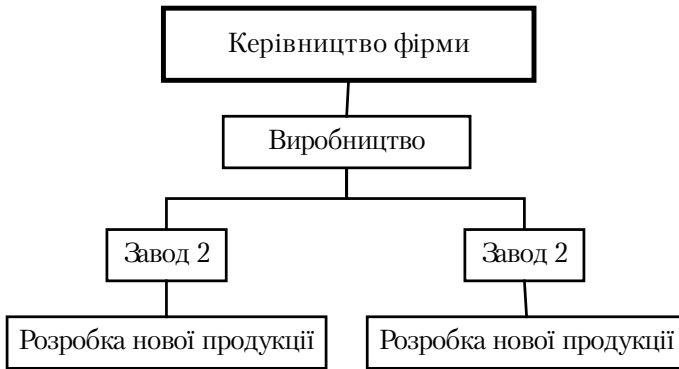 Керівництво фірми
Виробництво
Завод 2
Завод 2
Розробка нової продукції
Розробка нової продукції